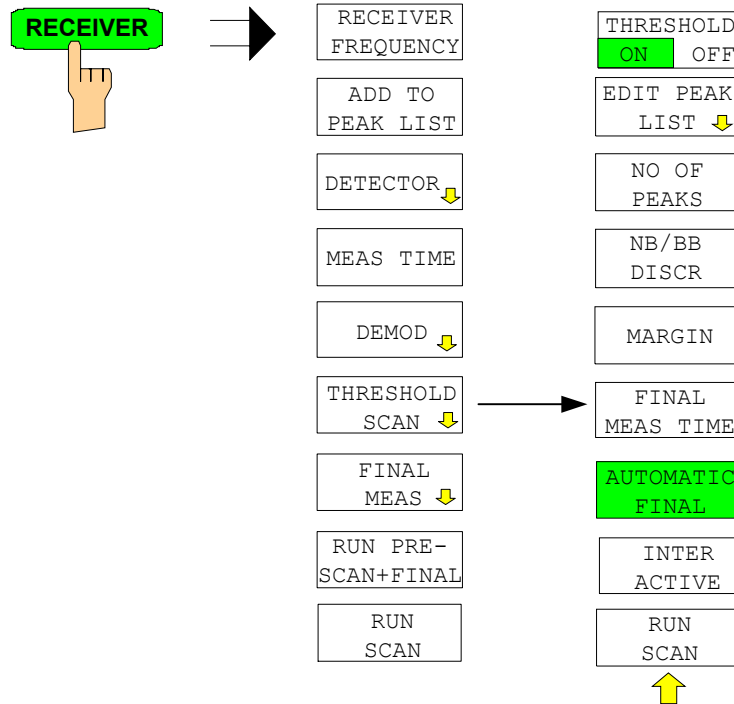 RECEIVER
RECEIVER
FREQUENCY
ADD TO
PEAK LIST
DETECTOR
MEAS TIME
DEMOD
THRESHOLD
SCAN
FINAL
MEAS
RUN PRE-
SCAN+FINAL
RUN
SCAN
THRESHOLD
ON OFF
EDIT PEAK
LIST
NO OF
PEAKS
NB/BB
DISCR
MARGIN
FINAL
MEAS TIME
AUTOMATIC
FINAL
INTER
ACTIVE
RUN
SCAN